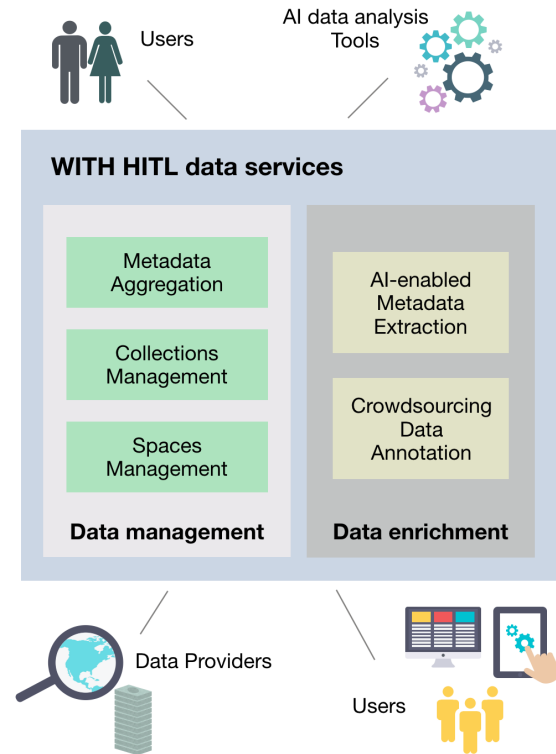 Users
AI data analysis
Tools
WITH HITL data services
Metadata
Aggregation
Collections
Management
Spaces
Management
Data management
AI-enabled
Metadata
Extraction
Crowdsourcing
Data
Annotation
Data enrichment
Data Providers
Users